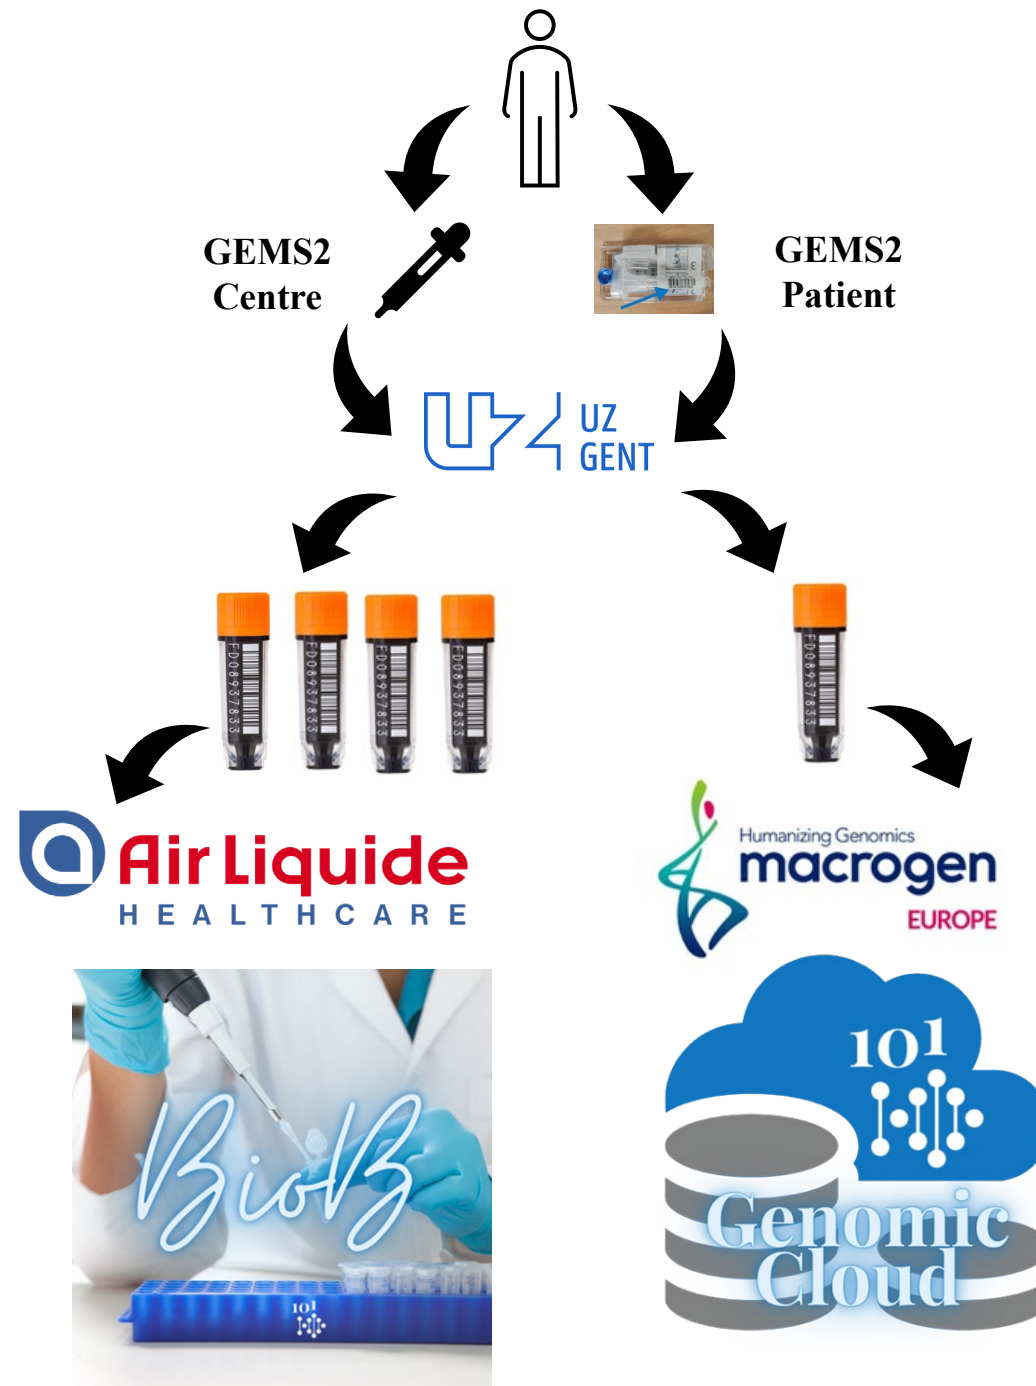 GEMS2
Centre
GEMS2
Patient
UZ
GENT
FD08937833
FD08937833
FD08937833
FD08937833
FD08937833
Air Liquide
HEALTHCARE
Humanizing Genomics
macrogen
EUROPE
BioB
101
101
Genomic
Cloud